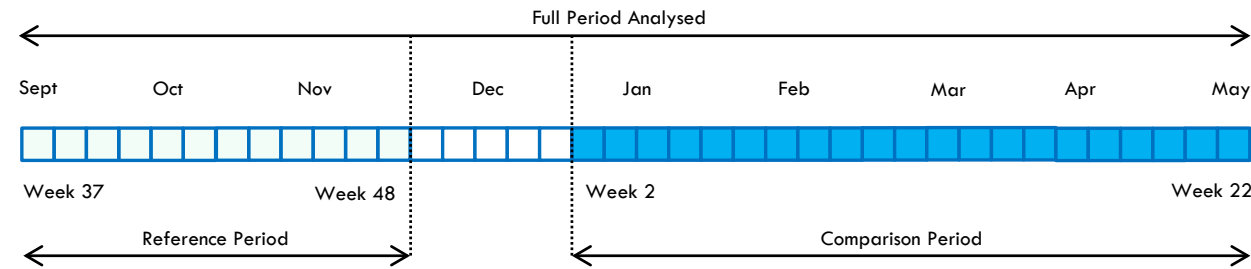 Full Period Analysed
Sept Oct Nov Dec Jan Feb Mar Apr May
Week 37 Week 48 Week 2 Week 22
Reference Period Comparison Period